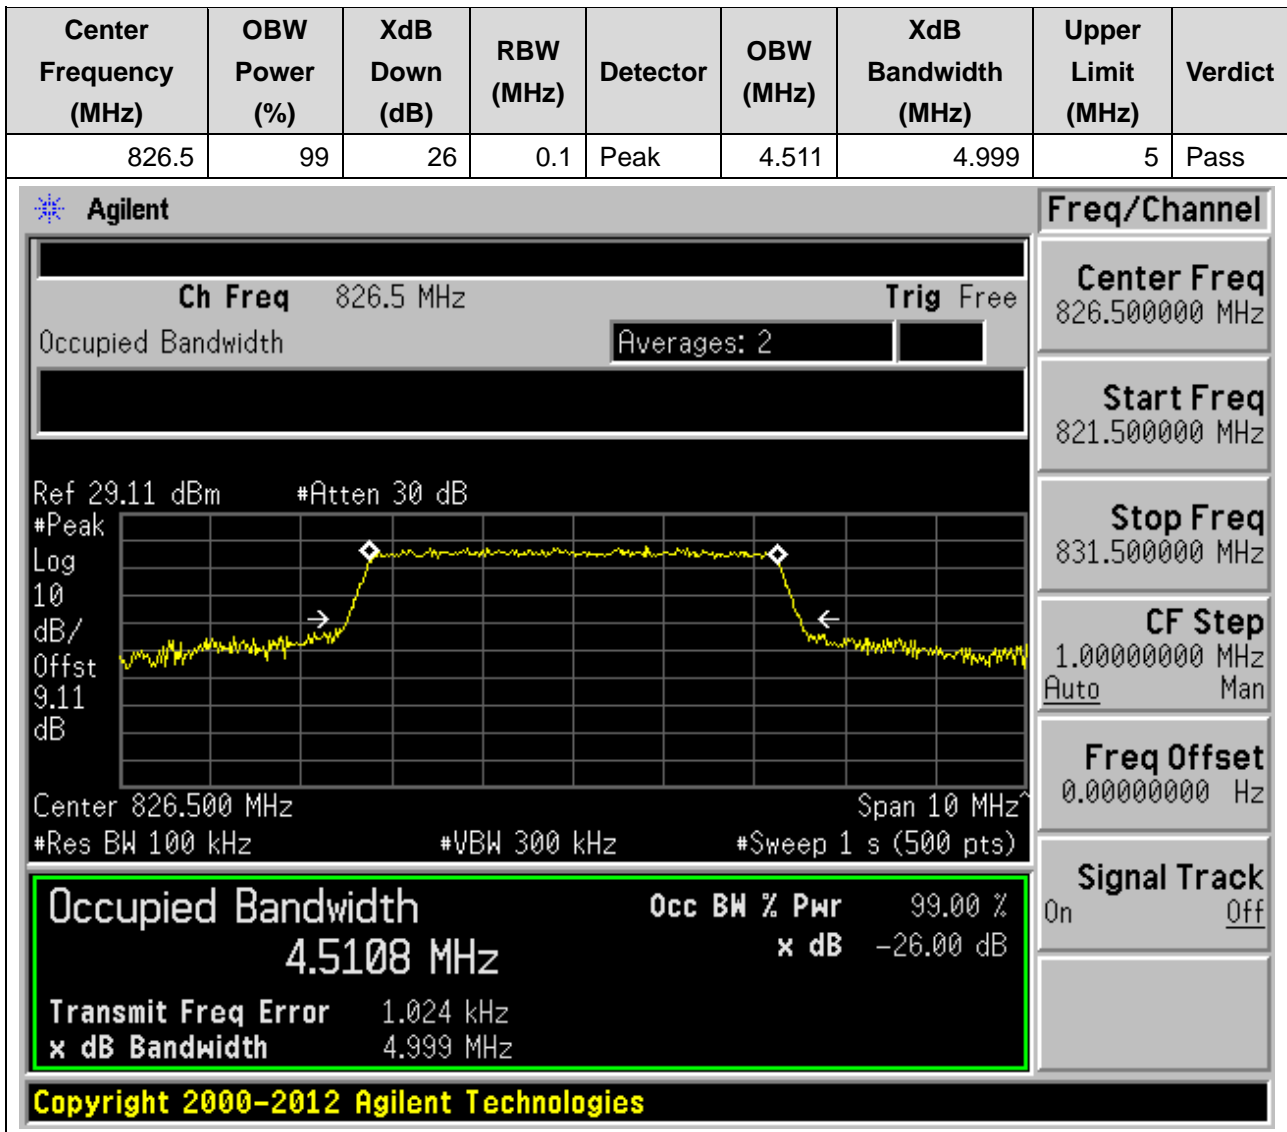 Center Frequency (MHz) OBW Power (%) XdB Down (dB) RBW (MHz) Detector OBW (MHz) XdB Bandwidth (MHz) Upper Limit (MHz) Verdict
826.5 99 26 0.1 Peak 4.511 4.999 5 Pass
Agilent
Freq/Channel
Ch Freq 826.5 MHz Trig Free
Occupied Bandwidth Averages: 2
Ref 29.11 dBm #Atten 30 dB
#Peak
Log
10
dB/
Offst
9.11
dB
Center 826.500 MHz Span 10 MHz^
#Res BW 100 kHz #VBW 300 kHz #Sweep 1 s (500 pts)
Occupied Bandwidth Occ BW % Pwr 99.00 %
4.5108 MHz x dB -26.00 dB
Transmit Freq Error 1.024 kHz
x dB Bandwidth 4.999 MHz
Center Freq
826.500000 MHz
Start Freq
821.500000 MHz
Stop Freq
831.500000 MHz
CF Step
1.00000000 MHz
Auto Man
Freq Offset
0.00000000 Hz
Signal Track
On Off
Copyright 2000-2012 Agilent Technologies